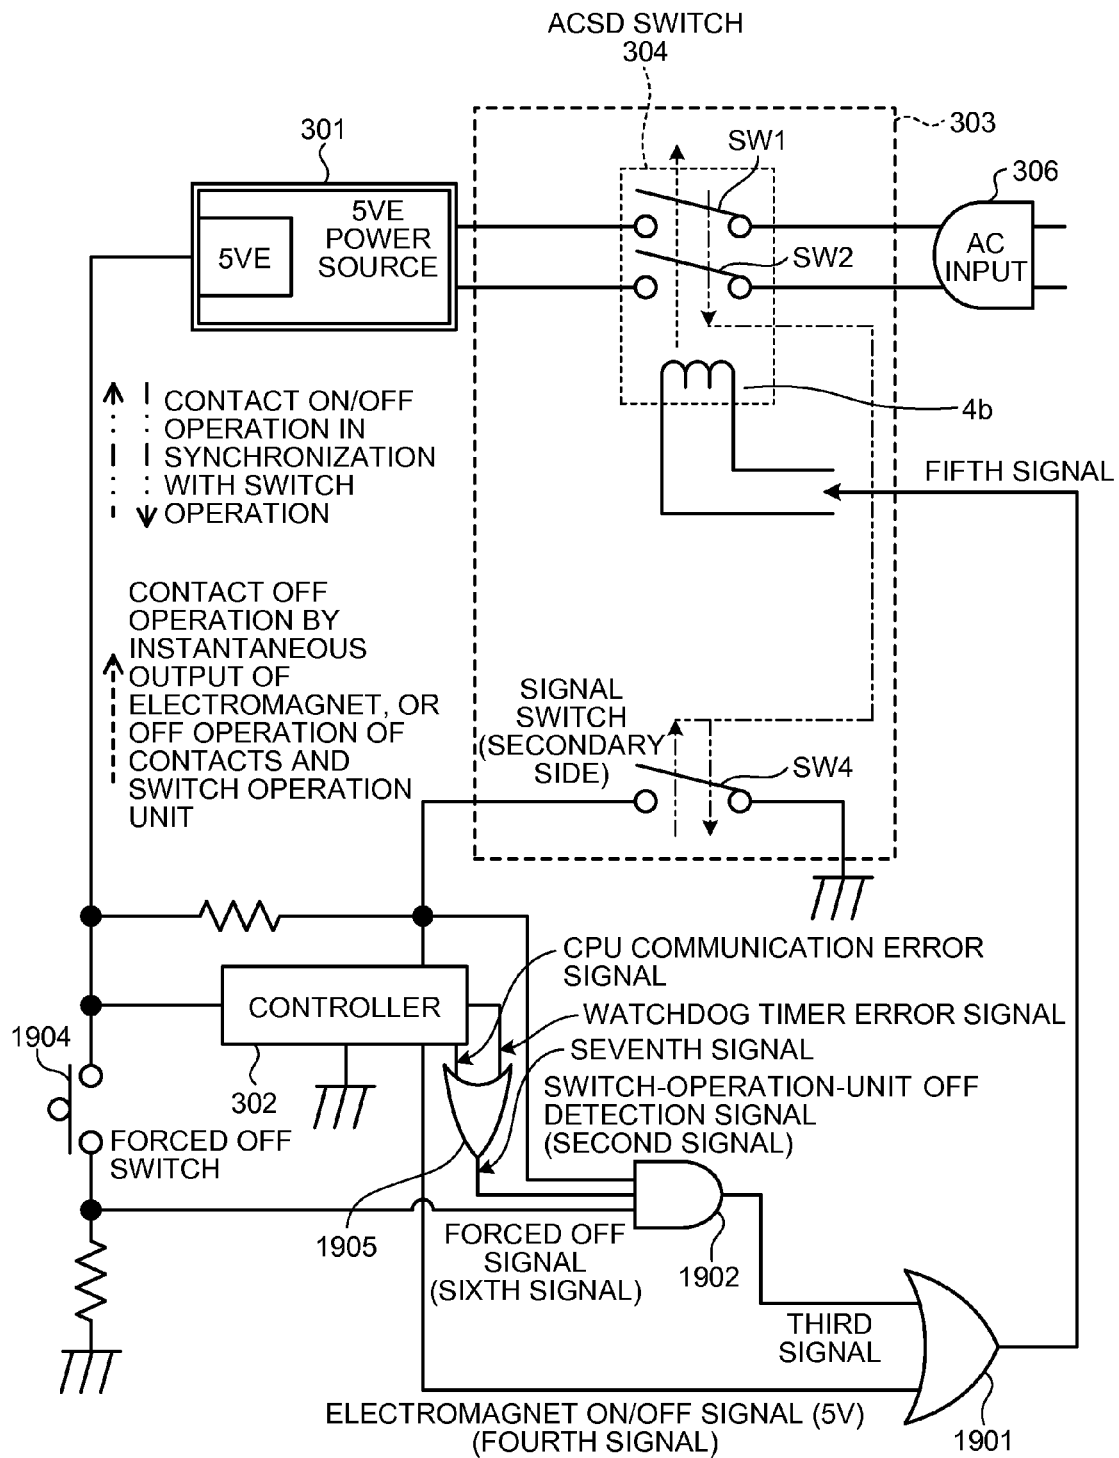 ACSD SWITCH
304
303
301
SW1
306
5VE
5VE
POWER
SOURCE
SW2
AC
INPUT
CONTACT ON/OFF
OPERATION IN
SYNCHRONIZATION
WITH SWITCH
OPERATION
4b
FIFTH SIGNAL
CONTACT OFF
OPERATION BY
INSTANTANEOUS
OUTPUT OF
ELECTROMAGNET, OR
OFF OPERATION OF
CONTACTS AND
SWITCH OPERATION
UNIT
SIGNAL
SWITCH
(SECONDARY
SIDE)
SW4
CPU COMMUNICATION ERROR
SIGNAL
CONTROLLER
WATCHDOG TIMER ERROR SIGNAL
1904
SEVENTH SIGNAL
302
SWITCH-OPERATION-UNIT OFF
DETECTION SIGNAL
(SECOND SIGNAL)
FORCED OFF
SWITCH
1905
FORCED OFF
SIGNAL
(SIXTH SIGNAL)
1902
THIRD
SIGNAL
ELECTROMAGNET ON/OFF SIGNAL (5V)
(FOURTH SIGNAL)
1901